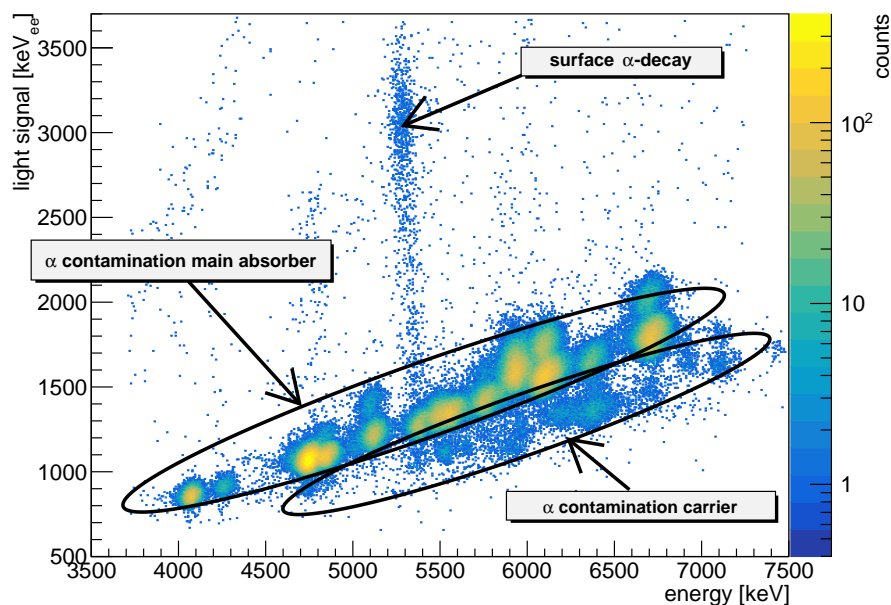 light signal [keVee]
3500
3000
2500
2000
1500
1000
500
surface α-decay
α contamination main absorber
α contamination carrier
3500 4000 4500 5000 5500 6000 6500 7000 7500
energy [keV]
counts
10²
10
1